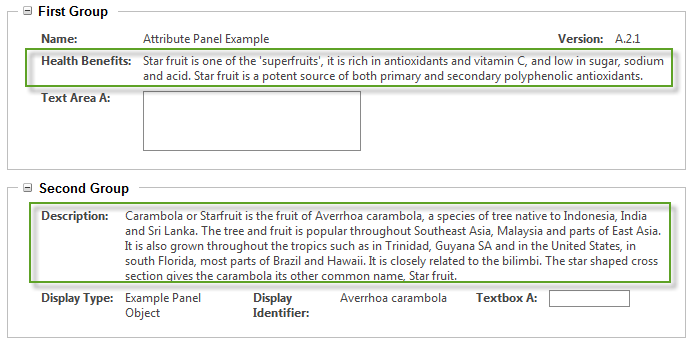 First Group
Name: Attribute Panel Example Version: A.2.1
Health Benefits: Star fruit is one of the 'superfruits', it is rich in antioxidants and vitamin C, and low in sugar, sodium
and acid. Star fruit is a potent source of both primary and secondary polyphenolic antioxidants.
Text Area A:
Second Group
Description: Carambola or Starfruit is the fruit of Averrhoa carambola, a species of tree native to Indonesia, India
and Sri Lanka. The tree and fruit is popular throughout Southeast Asia, Malaysia and parts of East Asia.
It is also grown throughout the tropics such as in Trinidad, Guyana SA and in the United States, in
south Florida, most parts of Brazil and Hawaii. It is closely related to the bilimbi. The star shaped cross
section gives the carambola its other common name, Star fruit.
Display Type: Example Panel Display Averrhoa carambola Textbox A:
Object Identifier: